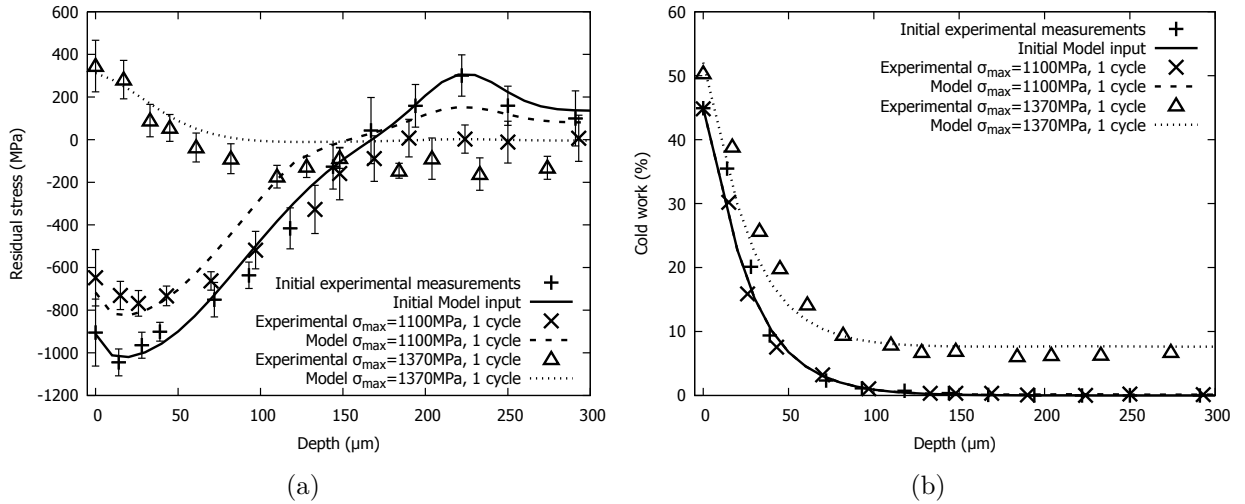 600
400
200
0
-200
-400
-600
-800
-1000
-1200
0 50 100 150 200 250 300
Residual stress (MPa)
Depth (µm)
Initial experimental measurements
Initial Model input
Experimental σmax=1100MPa, 1 cycle
Model σmax=1100MPa, 1 cycle
Experimental σmax=1370MPa, 1 cycle
Model σmax=1370MPa, 1 cycle
(a)
60
50
40
30
20
10
0
0 50 100 150 200 250 300
Cold work (%)
Depth (µm)
Initial experimental measurements
Initial Model input
Experimental σmax=1100MPa, 1 cycle
Model σmax=1100MPa, 1 cycle
Experimental σmax=1370MPa, 1 cycle
Model σmax=1370MPa, 1 cycle
(b)